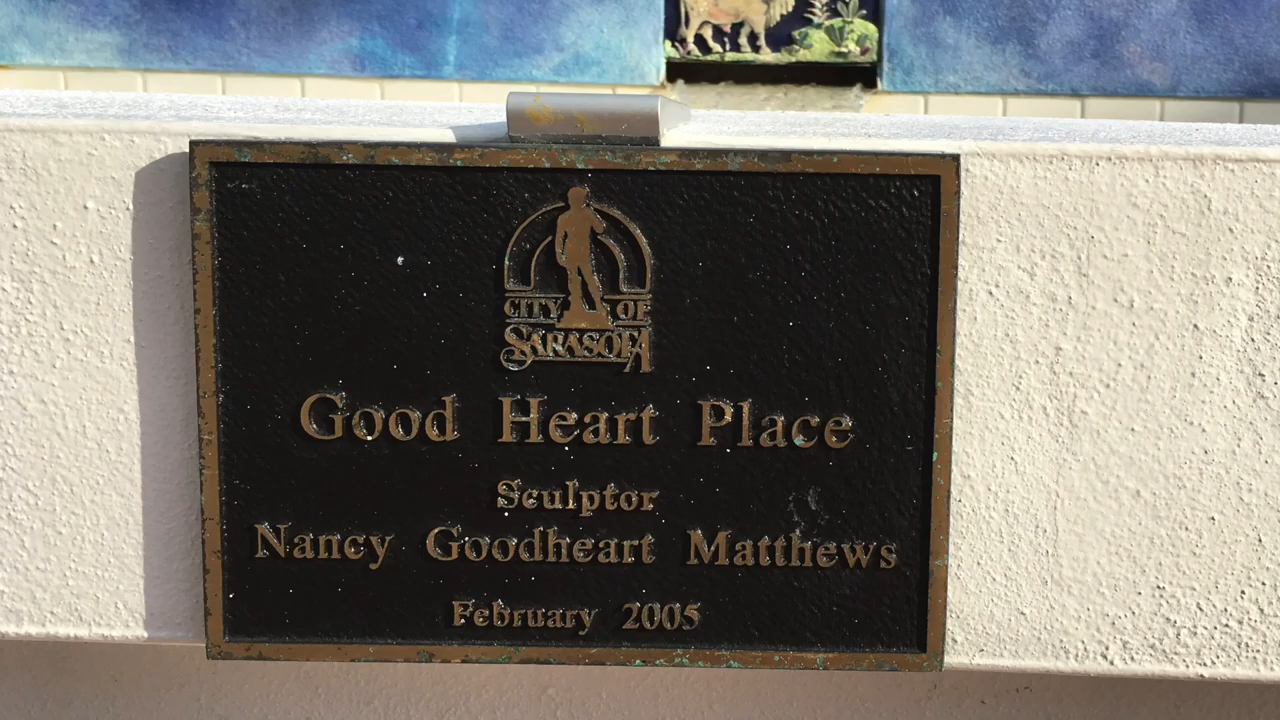 CITY OF
SARASOTA
Good Heart Place
Sculptor
Nancy Goodheart Matthews
February 2005